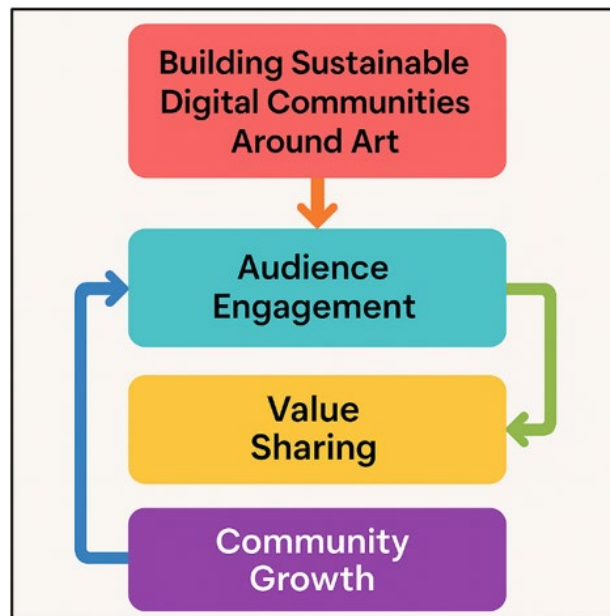 Building Sustainable
Digital Communities
Around Art
Audience
Engagement
Value
Sharing
Community
Growth